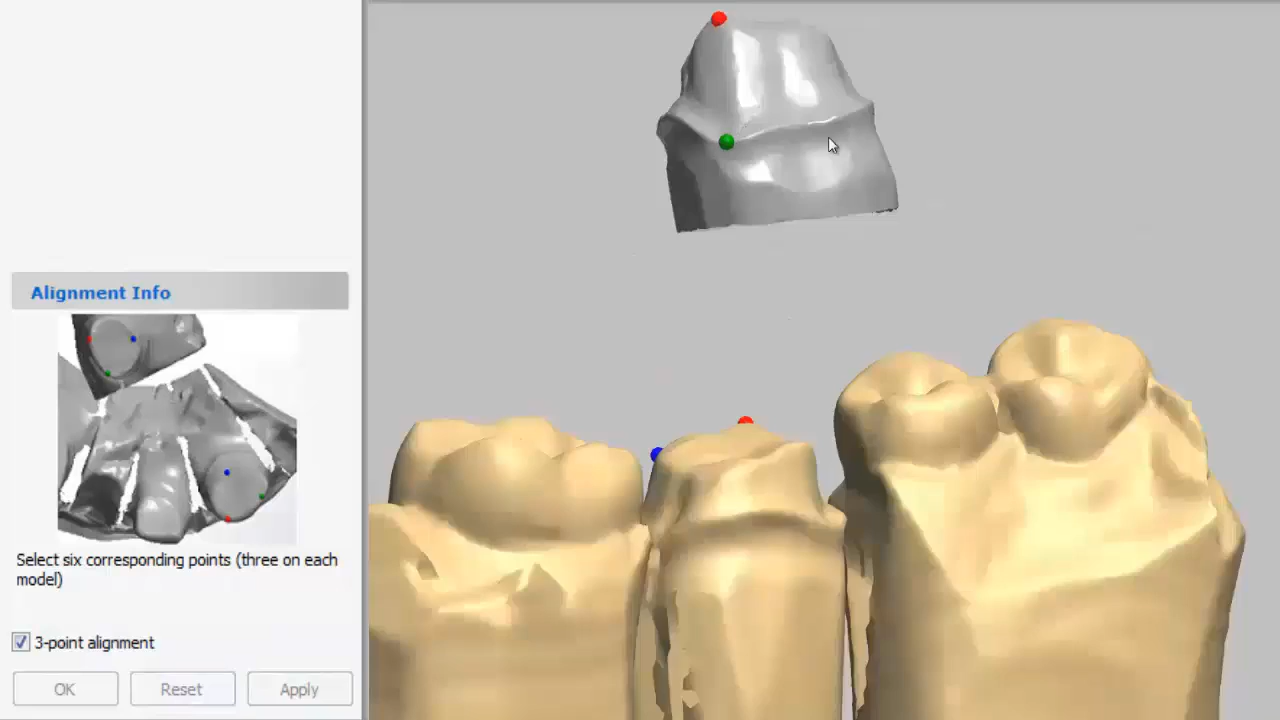 Alignment Info
Select six corresponding points (three on each
model)
3-point alignment
OK
Reset
Apply